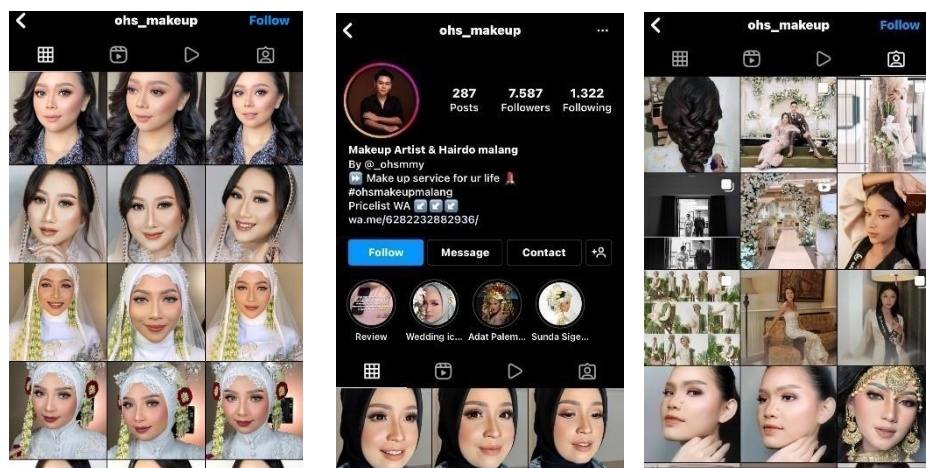 ohs_makeup
Follow
ohs_makeup
287
Posts
7.587
Followers
1.322
Following
Makeup Artist & Hairdo malang
By @_ohsmmy
Make up service for ur life
#ohsmakeupmalang
Pricelist WA
wa.me/6282232882936/
Follow
Message
Contact
Review
Wedding ic...
Adat Palem...
Sunda Sige...
ohs_makeup
Follow